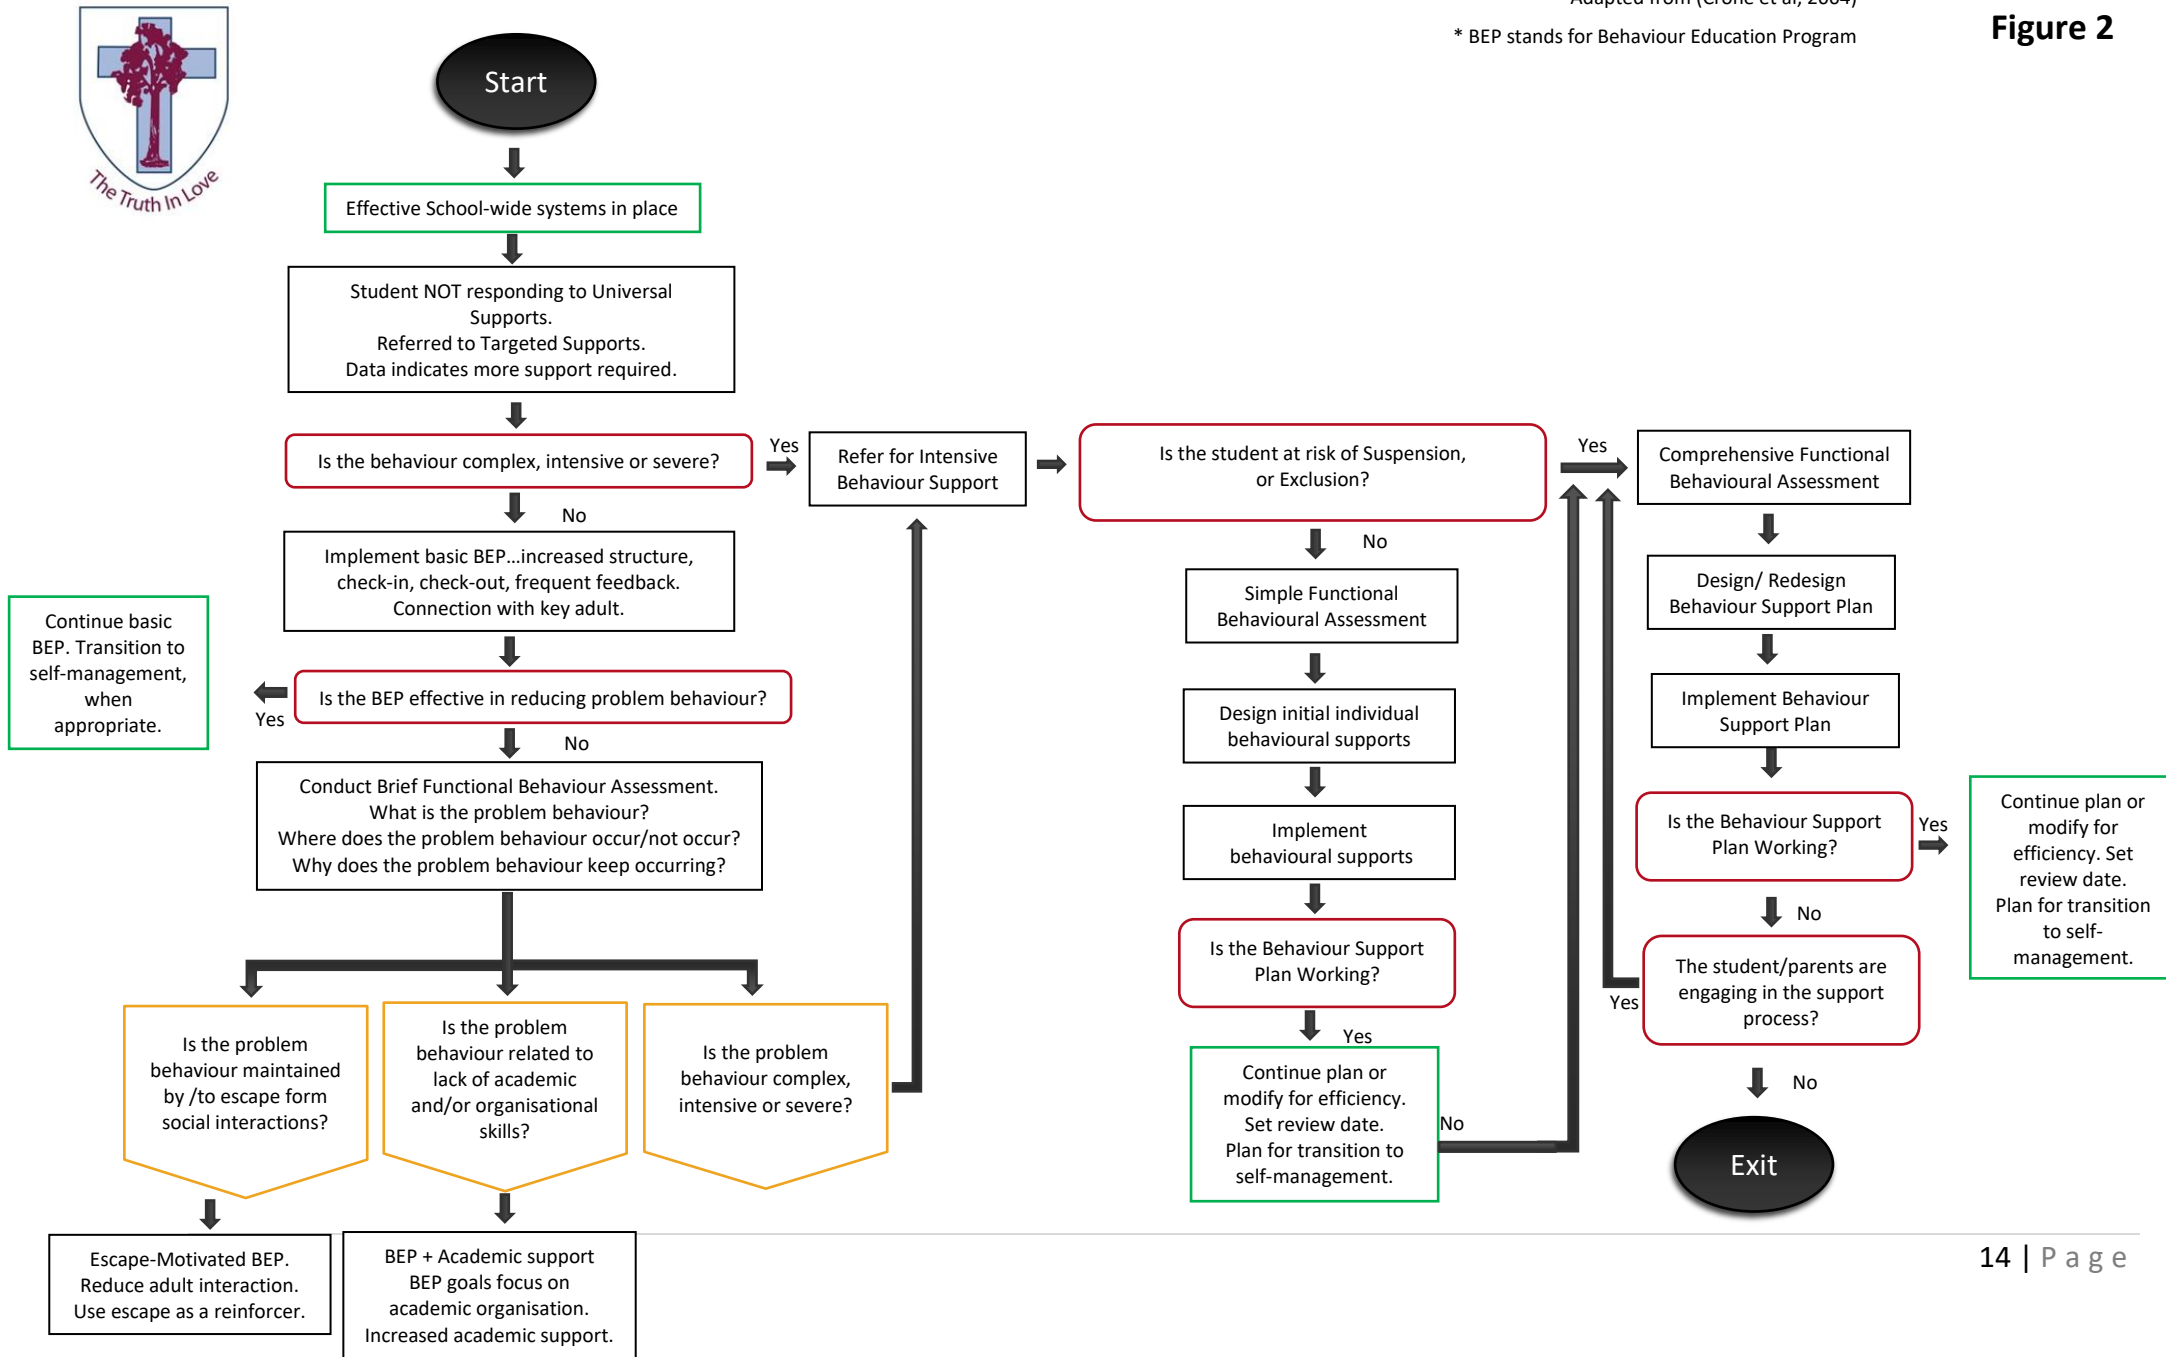 Adapted from (Crone et al, 2004)
* BEP stands for Behaviour Education Program
Figure 2
The Truth In Love
Start
Effective School-wide systems in place
Student NOT responding to Universal
Supports.
Referred to Targeted Supports.
Data indicates more support required.
Is the behaviour complex, intensive or severe?
Yes
No
Refer for Intensive
Behaviour Support
Is the student at risk of Suspension,
or Exclusion?
Yes
No
Comprehensive Functional
Behavioural Assessment
Implement basic BEP...increased structure,
check-in, check-out, frequent feedback.
Connection with key adult.
Continue basic
BEP. Transition to
self-management,
when
appropriate.
Yes
Is the BEP effective in reducing problem behaviour?
No
Conduct Brief Functional Behaviour Assessment.
What is the problem behaviour?
Where does the problem behaviour occur/not occur?
Why does the problem behaviour keep occurring?
Is the problem
behaviour maintained
by /to escape form
social interactions?
Is the problem
behaviour related to
lack of academic
and/or organisational
skills?
Is the problem
behaviour complex,
intensive or severe?
Escape-Motivated BEP.
Reduce adult interaction.
Use escape as a reinforcer.
BEP + Academic support
BEP goals focus on
academic organisation.
Increased academic support.
Simple Functional
Behavioural Assessment
Design initial individual
behavioural supports
Implement
behavioural supports
Is the Behaviour Support
Plan Working?
Yes
Continue plan or
modify for efficiency.
Set review date.
Plan for transition to
self-management.
No
Design/ Redesign
Behaviour Support Plan
Implement Behaviour
Support Plan
Is the Behaviour Support
Plan Working?
Yes
Continue plan or
modify for
efficiency. Set
review date.
Plan for transition
to self-
management.
No
The student/parents are
engaging in the support
process?
Yes
No
Exit
14 | Page